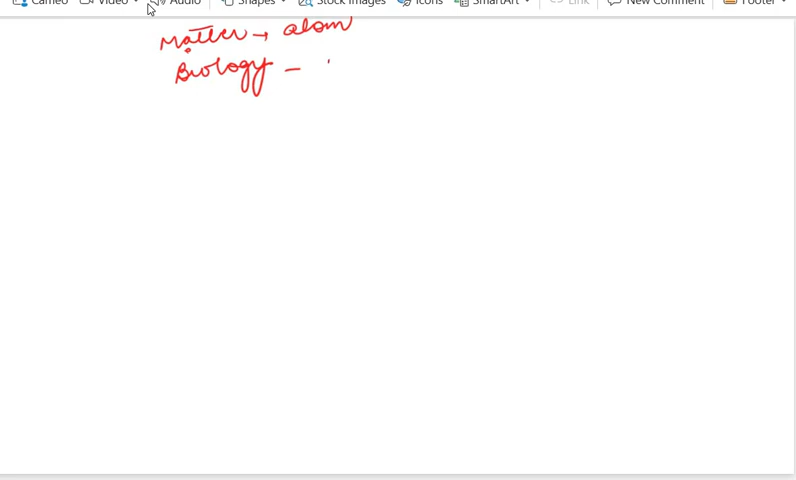 Cameo Video Audio Shapes Stock Images Icons SmartArt Link New Comment Footer
Matter → atom
Biology –